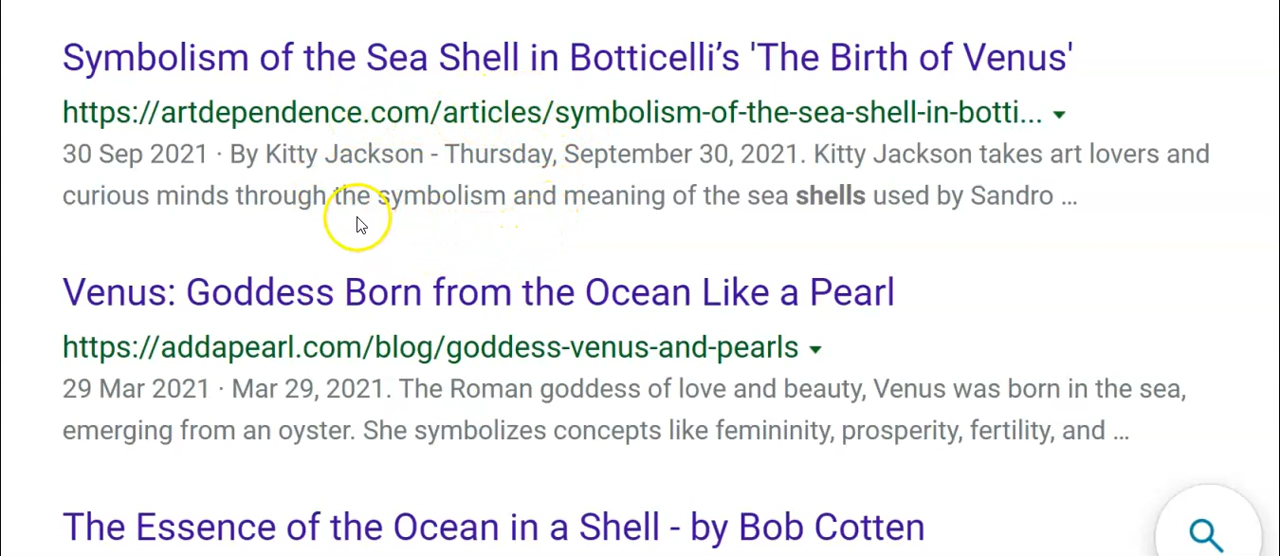 Symbolism of the Sea Shell in Botticelli’s 'The Birth of Venus'
https://artdependence.com/articles/symbolism-of-the-sea-shell-in-botti...
30 Sep 2021 · By Kitty Jackson - Thursday, September 30, 2021. Kitty Jackson takes art lovers and
curious minds through the symbolism and meaning of the sea shells used by Sandro ...
Venus: Goddess Born from the Ocean Like a Pearl
https://addapearl.com/blog/goddess-venus-and-pearls
29 Mar 2021 · Mar 29, 2021. The Roman goddess of love and beauty, Venus was born in the sea,
emerging from an oyster. She symbolizes concepts like femininity, prosperity, fertility, and ...
The Essence of the Ocean in a Shell - by Bob Cotten